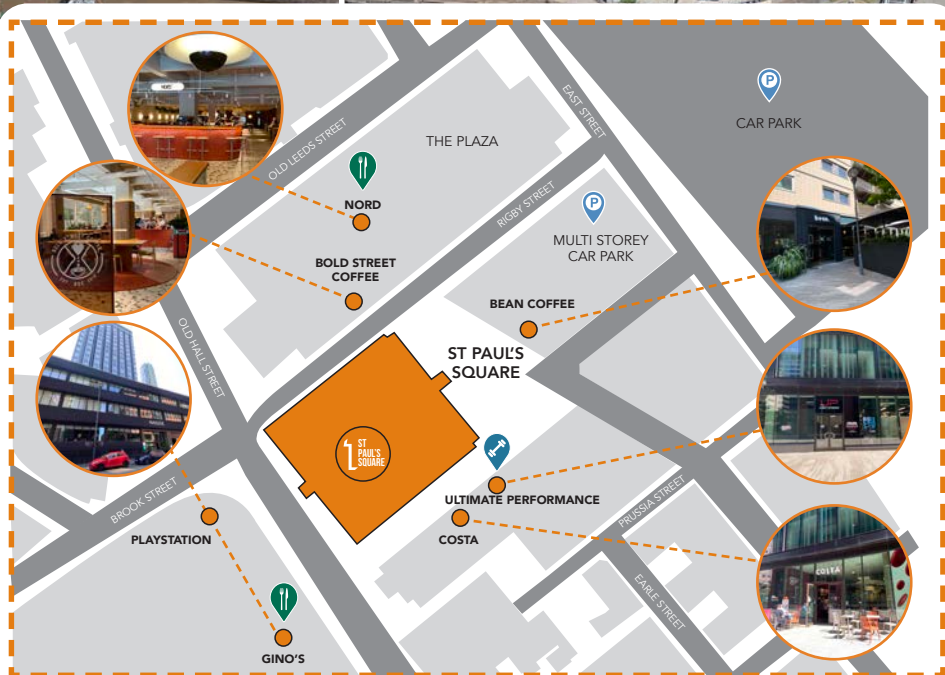 OLD LEEDS STREET
THE PLAZA
EAST STREET
P
CAR PARK
NORD
RIGBY STREET
P
MULTI STOREY
CAR PARK
BOLD STREET
COFFEE
BEAN COFFEE
OLD HALL STREET
ST PAUL'S
SQUARE
1
ST
PAUL'S
SQUARE
BROOK STREET
PLAYSTATION
ULTIMATE PERFORMANCE
COSTA
PRUSSIA STREET
EARLE STREET
COSTA
GINO'S